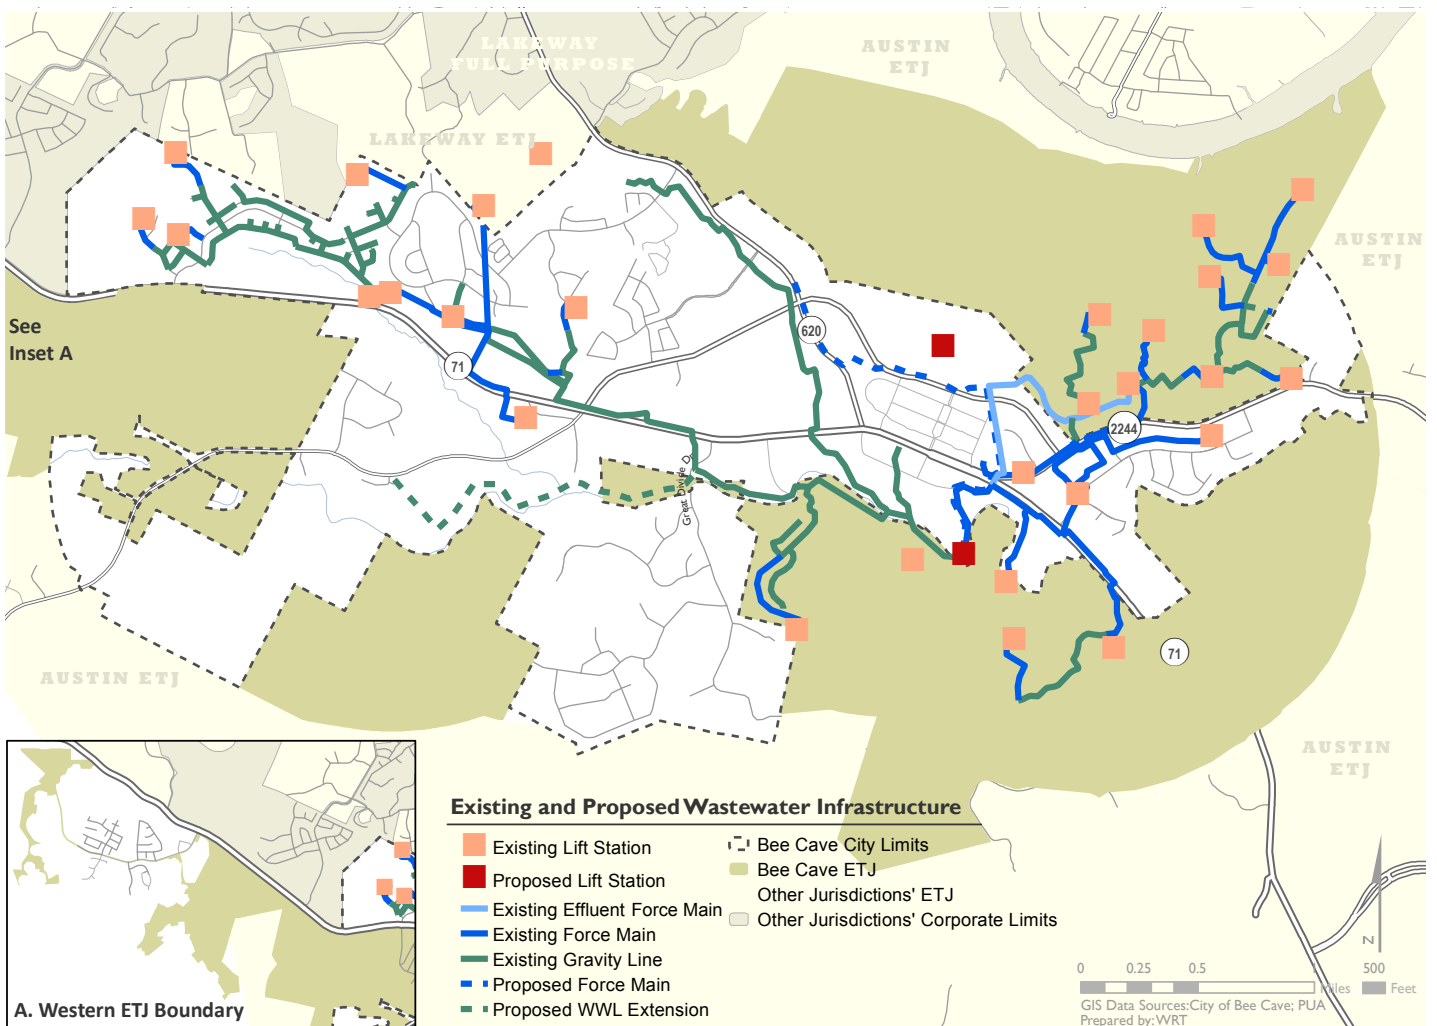 LAKEWAY
FULL PURPOSE
AUSTIN
ETJ
LAKEWAY ETJ
AUSTIN
ETJ
See
Inset A
620
71
2244
Great Divide D
71
AUSTIN ETJ
AUSTIN
ETJ
Existing and Proposed Wastewater Infrastructure
Existing Lift Station
Proposed Lift Station
Existing Effluent Force Main
Existing Force Main
Existing Gravity Line
Proposed Force Main
Proposed WWL Extension
Bee Cave City Limits
Bee Cave ETJ
Other Jurisdictions' ETJ
Other Jurisdictions' Corporate Limits
A. Western ETJ Boundary
N
0 0.25 0.5 1 Miles
500 Feet
GIS Data Sources:City of Bee Cave; PUA
Prepared by:WRT